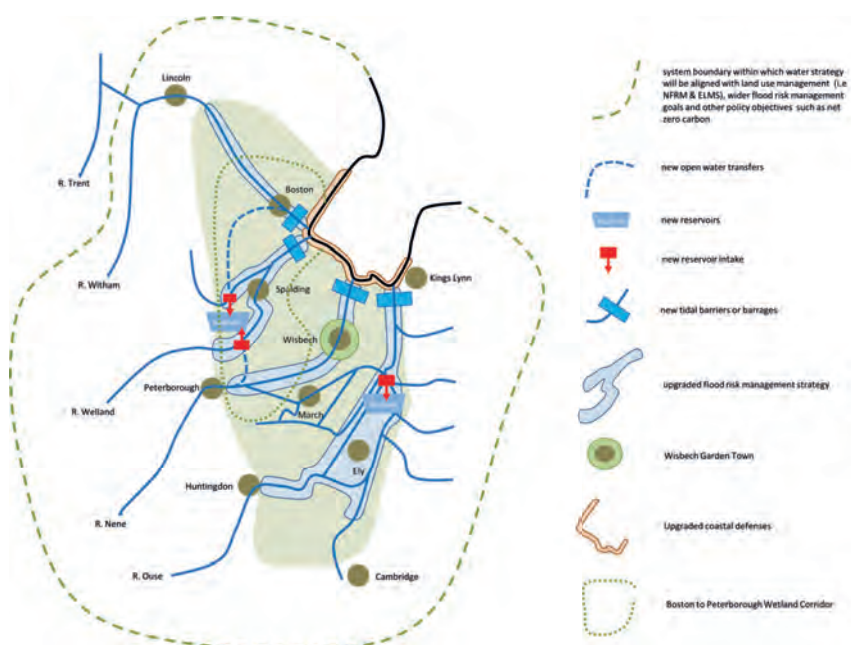 Lincoln
R. Trent
Boston
R. Witham
Kings Lynn
Spalding
Wisbech
Peterborough
R. Welland
March
Ely
Huntingdon
R. Nene
R. Ouse
Cambridge
system boundary within which water strategy
will be aligned with land use management (i.e
NFRM & ELMS), wider flood risk management
goals and other policy objectives such as net
zero carbon
new open water transfers
new reservoirs
new reservoir intake
new tidal barriers or barrages
upgraded flood risk management strategy
Wisbech Garden Town
Upgraded coastal defenses
Boston to Peterborough Wetland Corridor